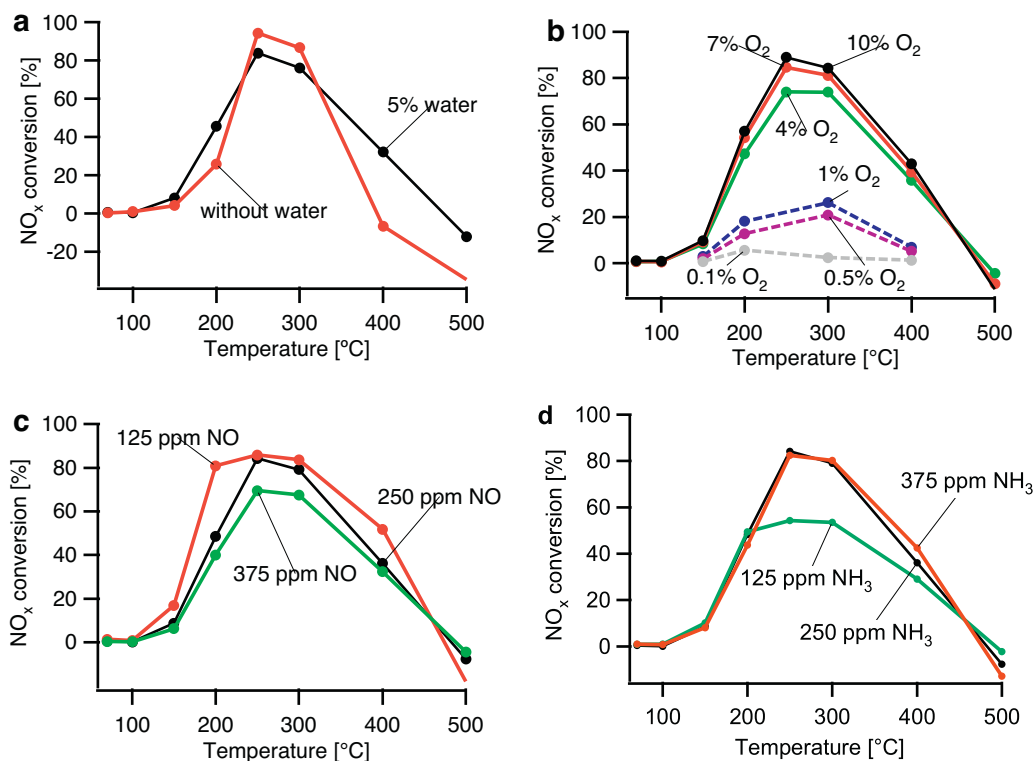 a
100
80
60
40
20
0
-20
NOx conversion [%]
5% water
without water
100 200 300 400 500
Temperature [ºC]
b
100
80
60
40
20
0
NOx conversion [%]
7% O2
10% O2
4% O2
1% O2
0.1% O2
0.5% O2
100 200 300 400 500
Temperature [°C]
c
100
80
60
40
20
0
NOx conversion [%]
125 ppm NO
250 ppm NO
375 ppm NO
100 200 300 400 500
Temperature [°C]
d
100
80
60
40
20
0
NOx conversion [%]
375 ppm NH3
125 ppm NH3
250 ppm NH3
100 200 300 400 500
Temperature [°C]